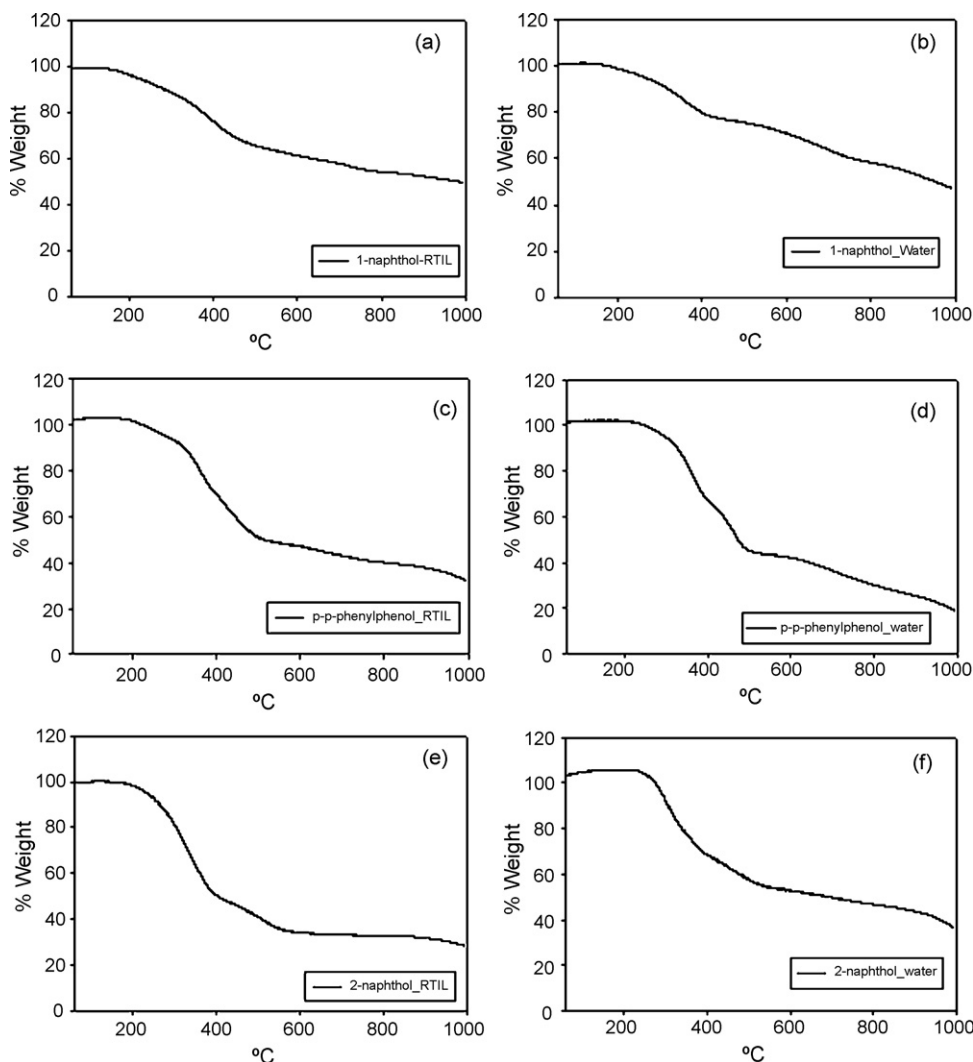 120
100
80
60
40
20
0
% Weight
(a)
1-naphthol-RTIL
200 400 600 800 1000
ºC
120
100
80
60
40
20
0
% Weight
(b)
1-naphthol_Water
200 400 600 800 1000
ºC
120
100
80
60
40
20
0
% Weight
(c)
p-p-phenylphenol_RTIL
200 400 600 800 1000
ºC
120
100
80
60
40
20
0
% Weight
(d)
p-p-phenylphenol_water
200 400 600 800 1000
ºC
120
100
80
60
40
20
0
% Weight
(e)
2-naphthol_RTIL
200 400 600 800 1000
ºC
120
100
80
60
40
20
0
% Weight
(f)
2-naphthol_water
200 400 600 800 1000
ºC